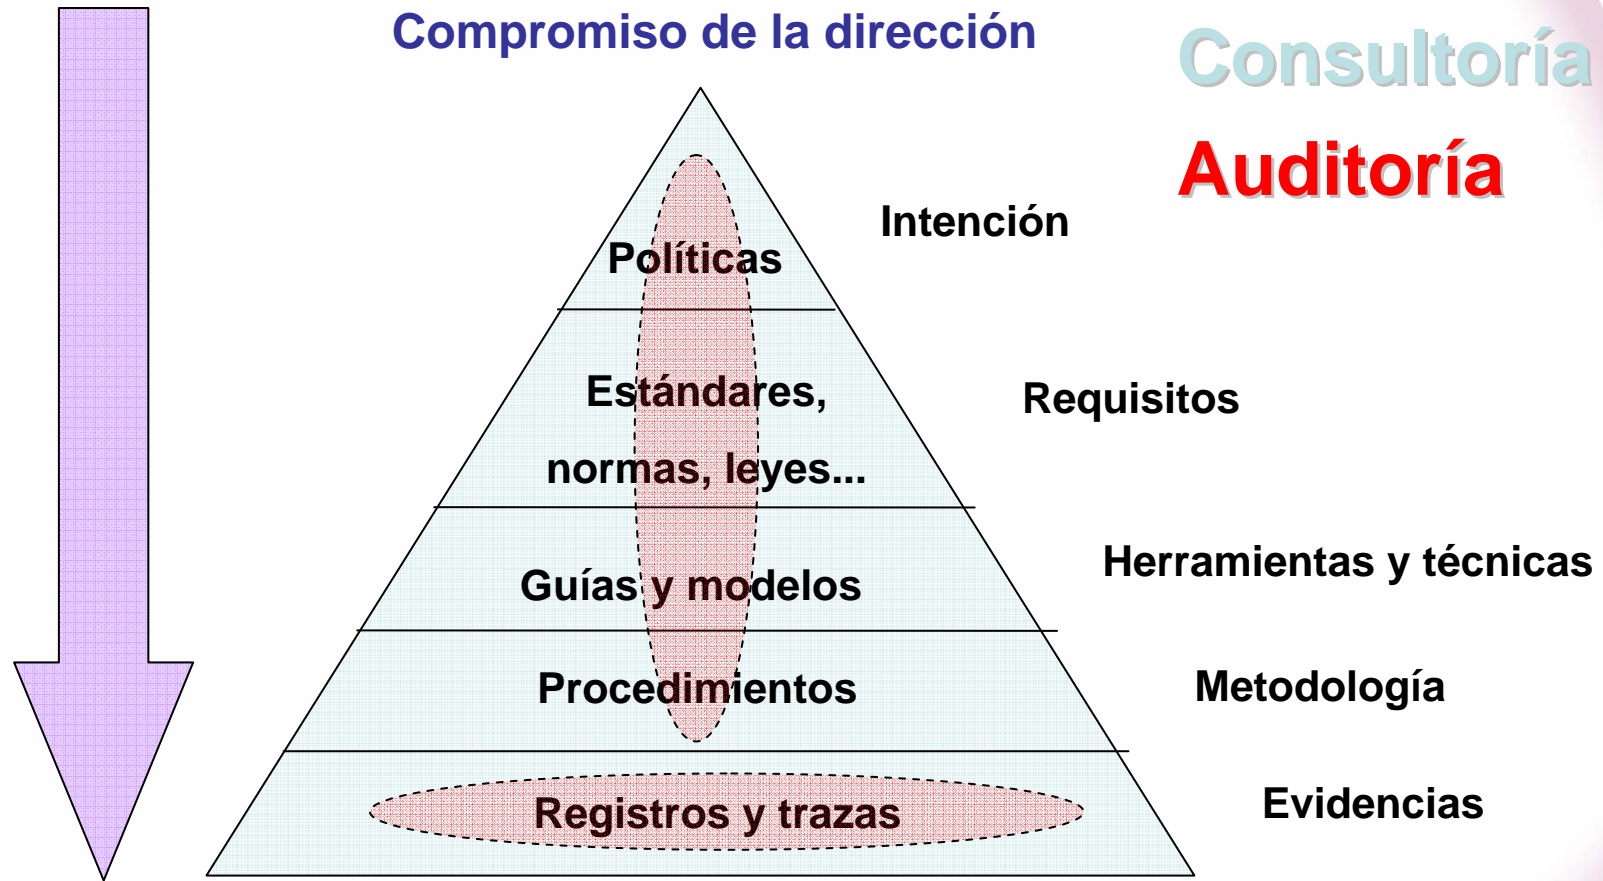 Compromiso de la dirección
Consultoría
Auditoría
Intención
Políticas
Estándares,
normas, leyes...
Requisitos
Guías y modelos
Herramientas y técnicas
Procedimientos
Metodología
Registros y trazas
Evidencias